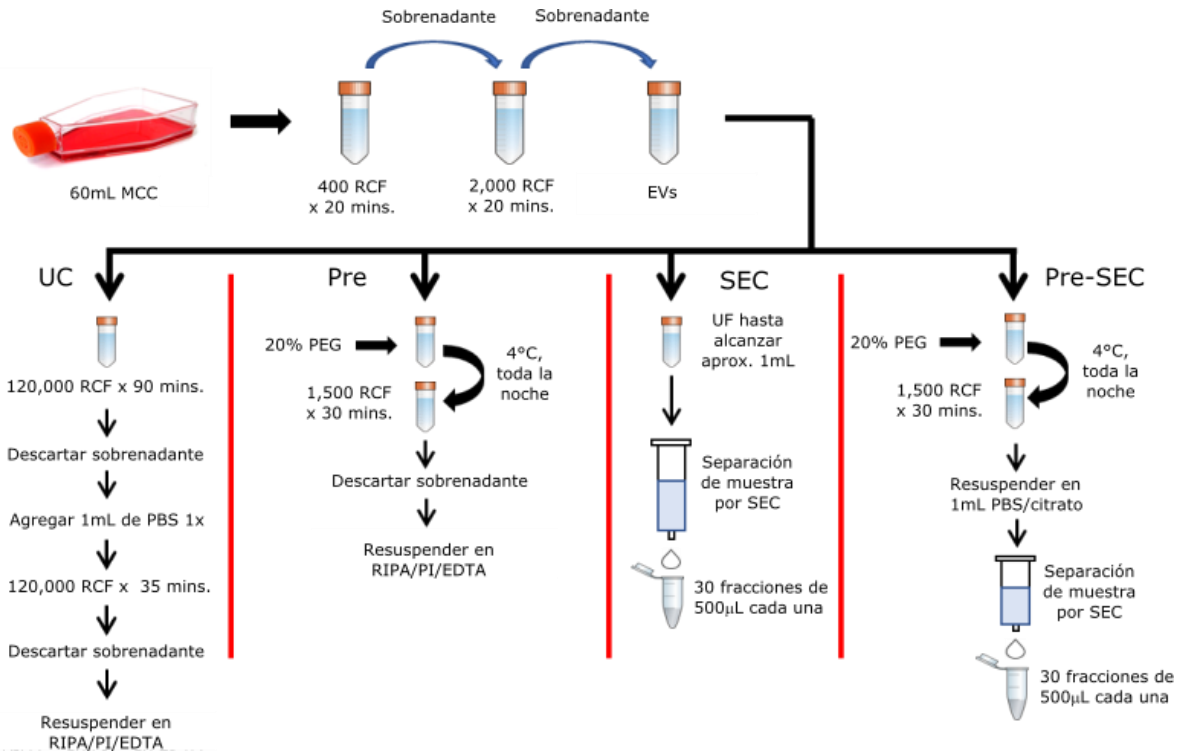 Sobrenadante
Sobrenadante
60mL MCC
400 RCF
x 20 mins.
2,000 RCF
x 20 mins.
EVs
UC
120,000 RCF x 90 mins.
Descartar sobrenadante
Agregar 1mL de PBS 1x
120,000 RCF x 35 mins.
Descartar sobrenadante
Resuspender en
RIPA/PI/EDTA
Pre
20% PEG
4°C,
toda la
noche
1,500 RCF
x 30 mins.
Descartar sobrenadante
Resuspender en
RIPA/PI/EDTA
SEC
UF hasta
alcanzar
aprox. 1mL
Separación
de muestra
por SEC
30 fracciones de
500μL cada una
Pre-SEC
20% PEG
4°C,
toda la
noche
1,500 RCF
x 30 mins.
Resuspender en
1mL PBS/citrato
Separación
de muestra
por SEC
30 fracciones de
500μL cada una